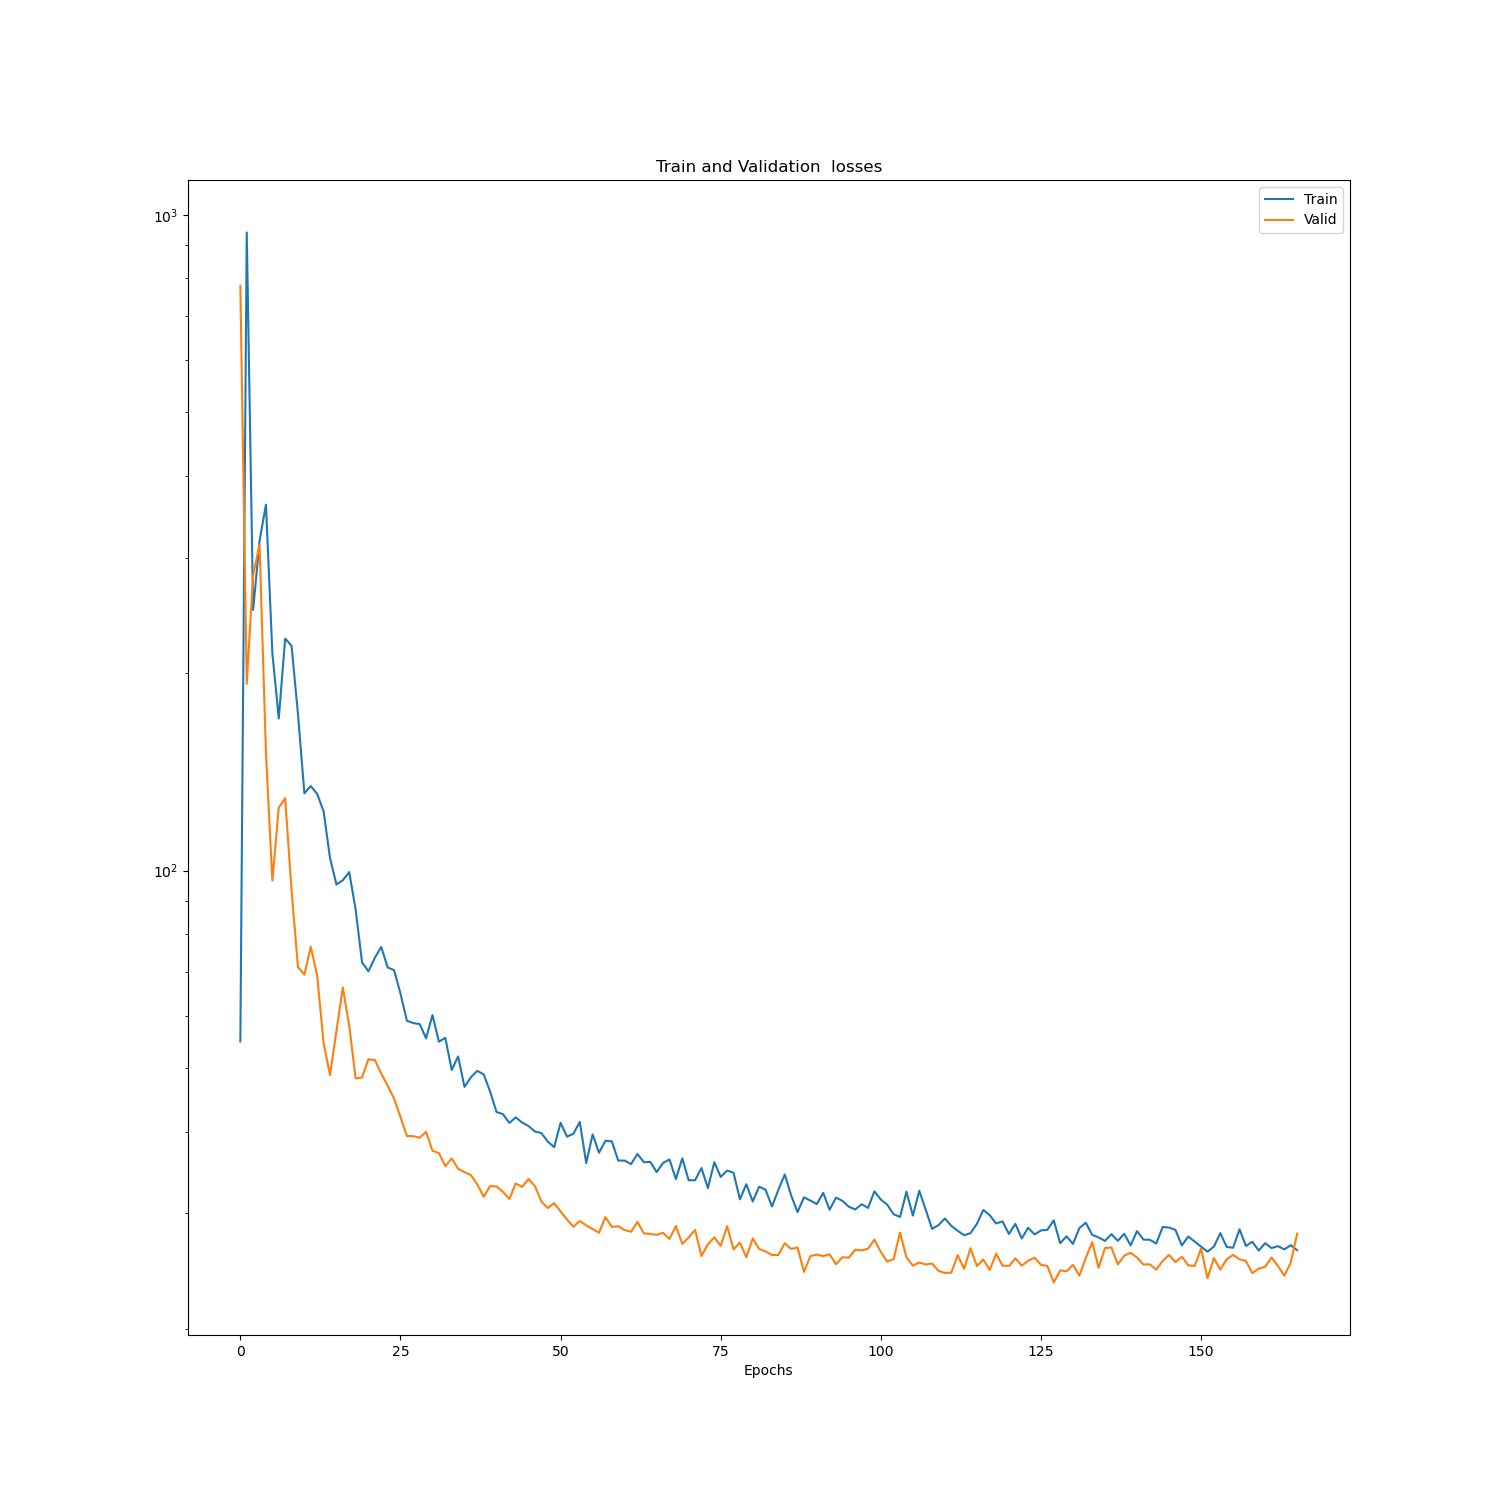 Train and Validation  losses
Train
Valid
10³
10²
0 25 50 75 100 125 150
Epochs